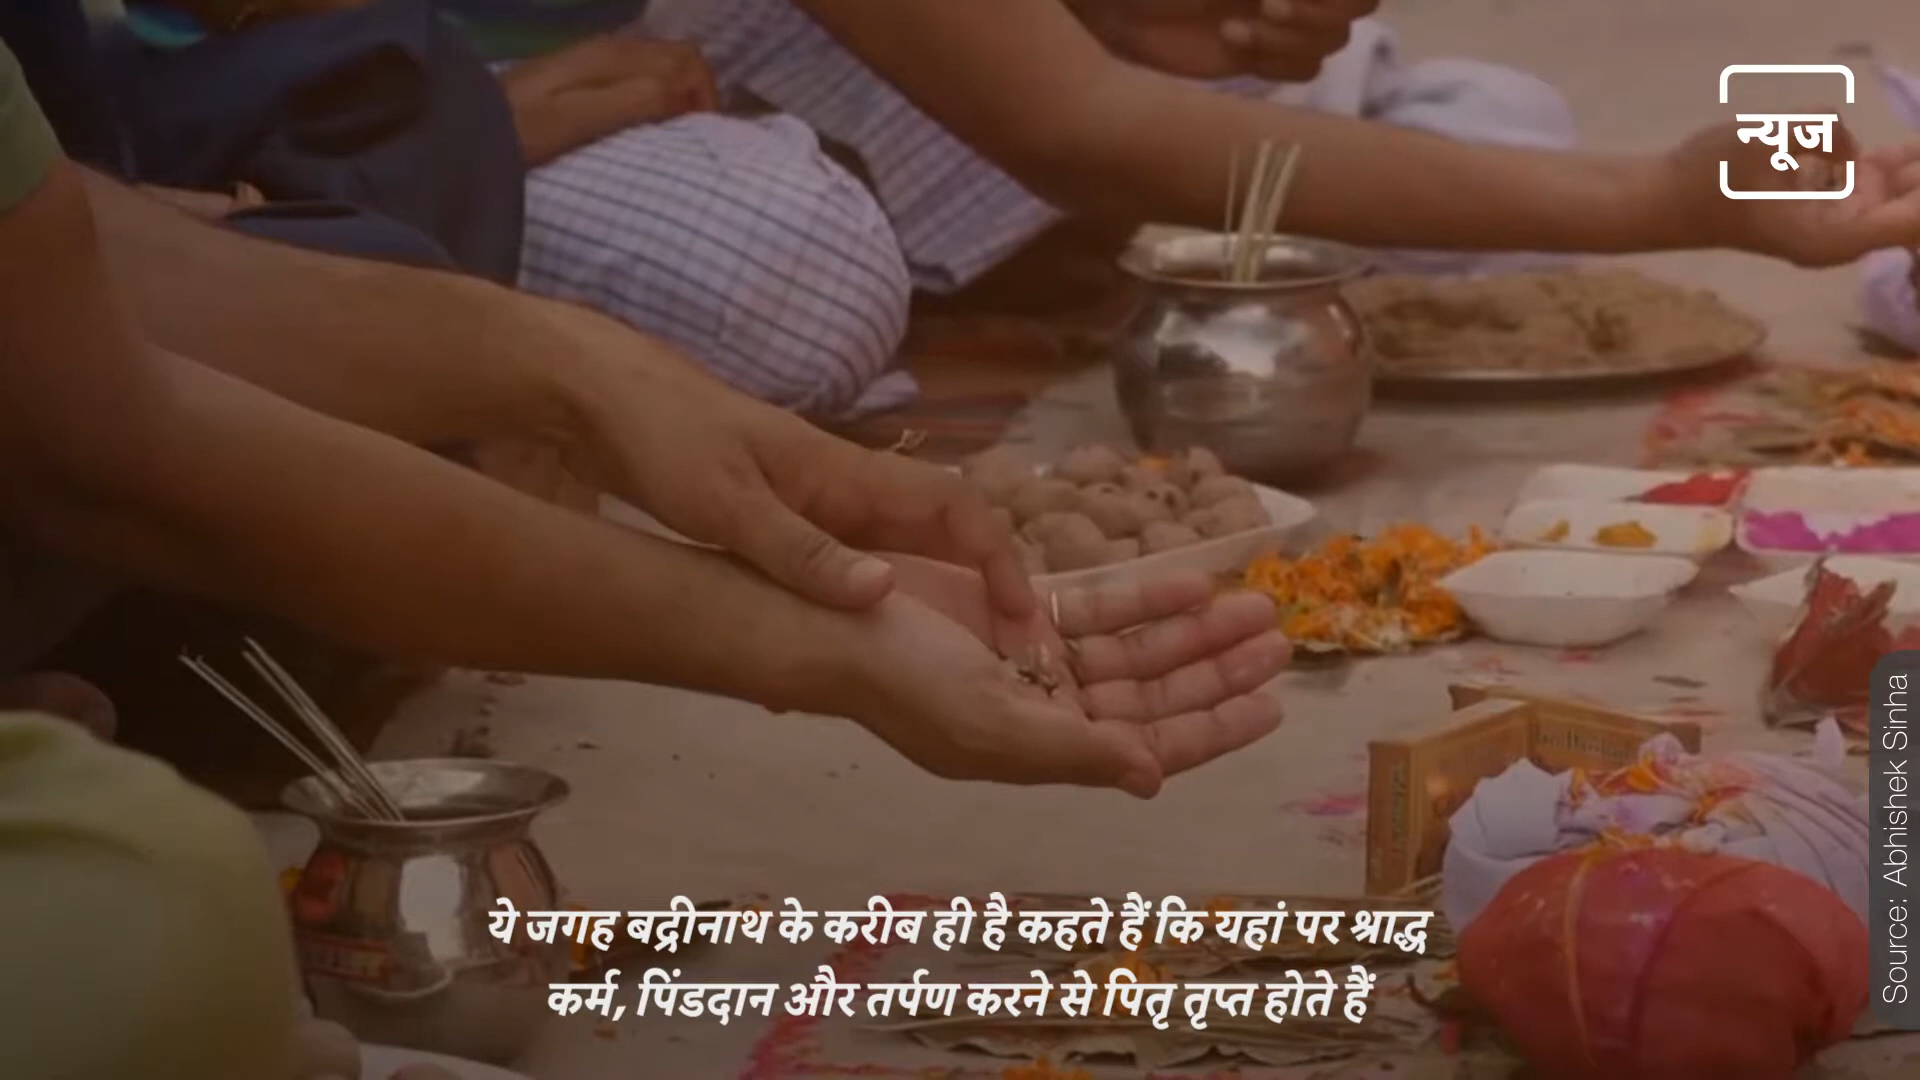 न्यूज
ये जगह बद्रीनाथ के करीब ही है कहते हैं कि यहां पर श्राद्ध
कर्म, पिंडदान और तर्पण करने से पितृ तृप्त होते हैं
Source: Abhishek Sinha